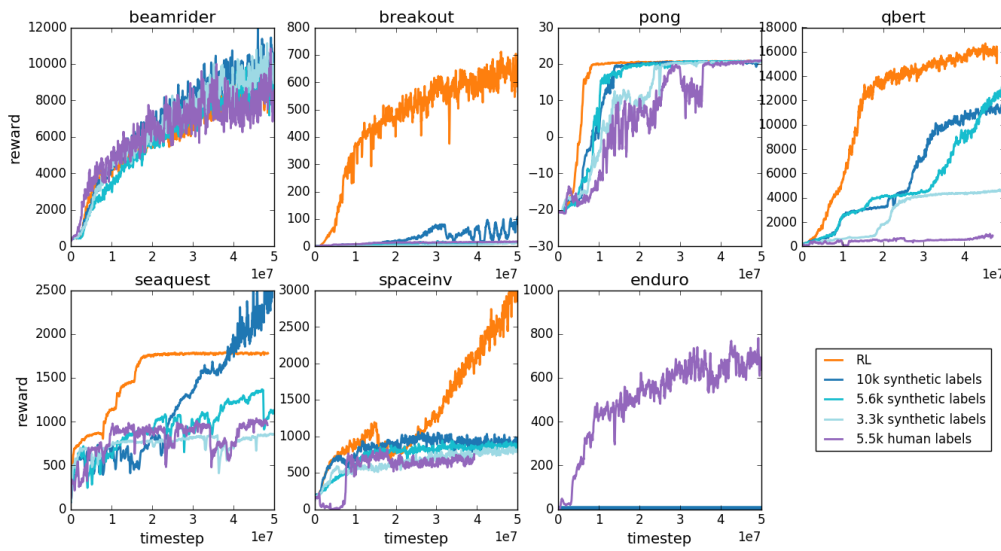 beamrider
12000
10000
8000
6000
4000
2000
0
reward
0 1 2 3 4 5
1e7
breakout
800
700
600
500
400
300
200
100
0
0 1 2 3 4 5
1e7
pong
30
20
10
0
−10
−20
−30
0 1 2 3 4 5
1e7
qbert
18000
16000
14000
12000
10000
8000
6000
4000
2000
0
0 1 2 3 4 5
1e7
seaquest
2500
2000
1500
1000
500
0
reward
0 1 2 3 4 5
timestep 1e7
spaceinv
3000
2500
2000
1500
1000
500
0
0 1 2 3 4 5
timestep 1e7
enduro
1000
800
600
400
200
0
0 1 2 3 4 5
timestep 1e7
RL
10k synthetic labels
5.6k synthetic labels
3.3k synthetic labels
5.5k human labels